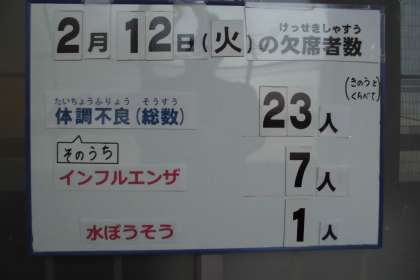 けっせきしゃすう
2月12日(火)の欠席者数
(きのうと
くらべて)
たいちょうふりょう そうすう
体調不良(総数) 23人
そのうち
インフルエンザ 7人
水ぼうそう 1人